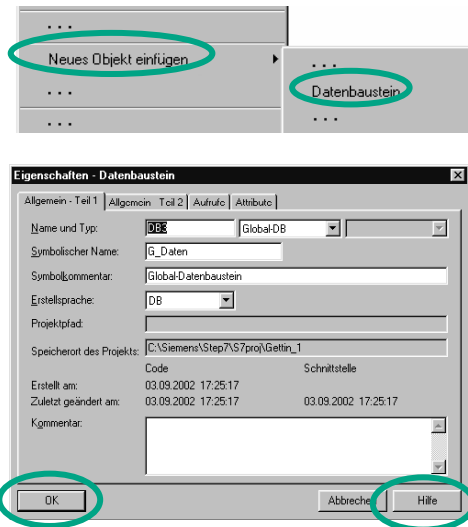 . . .
Neues Objekt einfügen
. . .
Datenbaustein
. . .
. . .
. . .
Eigenschaften - Datenbaustein
Allgemein - Teil 1 Allgemein - Teil 2 Aufrufe Attribute
Name und Typ: DB3 Global-DB
Symbolischer Name: G_Daten
Symbolkommentar: Global-Datenbaustein
Erstellsprache: DB
Projektpfad:
Speicherort des Projekts: C:\Siemens\Step7\S7proj\Gettin_1
Code Schnittstelle
Erstellt am: 03.09.2002 17:25:17
Zuletzt geändert am: 03.09.2002 17:25:17 03.09.2002 17:25:17
Kommentar:
OK Abbrechen Hilfe